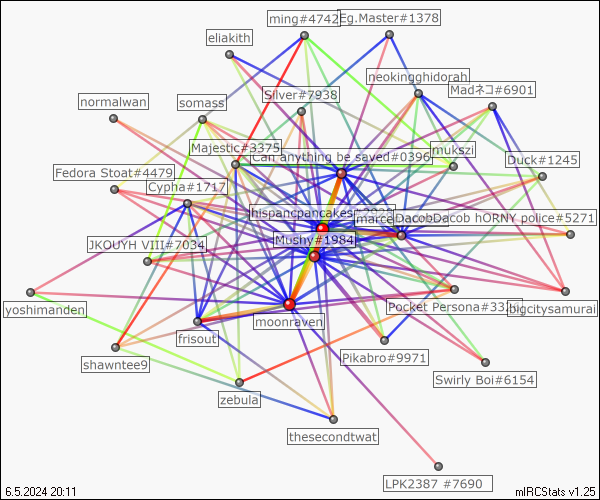 ming#4742
Eg.Master#1378
eliakith
neokingghidorah
Silver#7938
Madネコ#6901
normalwan
somass
Majestic#3375
mukszi
Can anything be saved#0396
Duck#1245
Fedora Stoat#4479
Cypha#1717
hispancpancakes#2928
marce
DacobDacob hORNY police#5271
JKOUYH VIII#7034
Mushy#1984
yoshimanden
moonraven
Pocket Persona#332
bigcitysamurai
frisout
shawntee9
Pikabro#9971
Swirly Boi#6154
zebula
thesecondtwat
LPK2387 #7690
6.5.2024 20:11
mIRCStats v1.25